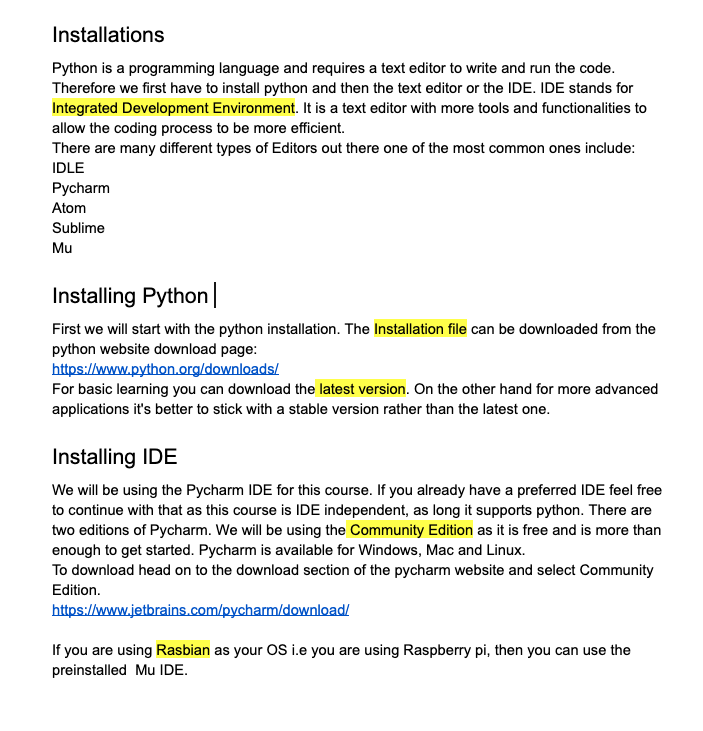 Installations
Python is a programming language and requires a text editor to write and run the code.
Therefore we first have to install python and then the text editor or the IDE. IDE stands for
Integrated Development Environment. It is a text editor with more tools and functionalities to
allow the coding process to be more efficient.
There are many different types of Editors out there one of the most common ones include:
IDLE
Pycharm
Atom
Sublime
Mu
Installing Python
First we will start with the python installation. The Installation file can be downloaded from the
python website download page:
https://www.python.org/downloads/
For basic learning you can download the latest version. On the other hand for more advanced
applications it's better to stick with a stable version rather than the latest one.
Installing IDE
We will be using the Pycharm IDE for this course. If you already have a preferred IDE feel free
to continue with that as this course is IDE independent, as long it supports python. There are
two editions of Pycharm. We will be using the Community Edition as it is free and is more than
enough to get started. Pycharm is available for Windows, Mac and Linux.
To download head on to the download section of the pycharm website and select Community
Edition.
https://www.jetbrains.com/pycharm/download/
If you are using Rasbian as your OS i.e you are using Raspberry pi, then you can use the
preinstalled  Mu IDE.